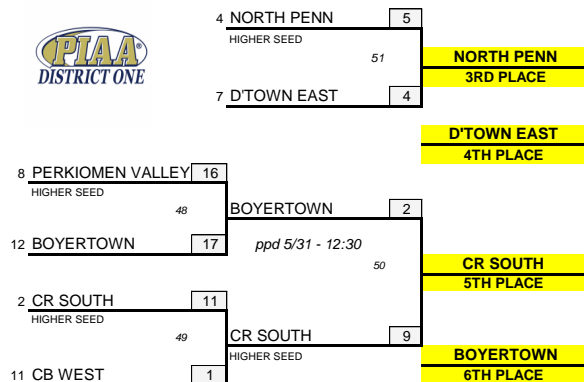 4 NORTH PENN 5
HIGHER SEED
51
NORTH PENN
3RD PLACE
7 D'TOWN EAST 4
PIAA®
DISTRICT ONE
D'TOWN EAST
4TH PLACE
8 PERKIOMEN VALLEY 16
HIGHER SEED
48
BOYERTOWN 2
12 BOYERTOWN 17
ppd 5/31 - 12:30
50
CR SOUTH
5TH PLACE
2 CR SOUTH 11
HIGHER SEED
49
CR SOUTH 9
HIGHER SEED
BOYERTOWN
6TH PLACE
11 CB WEST 1